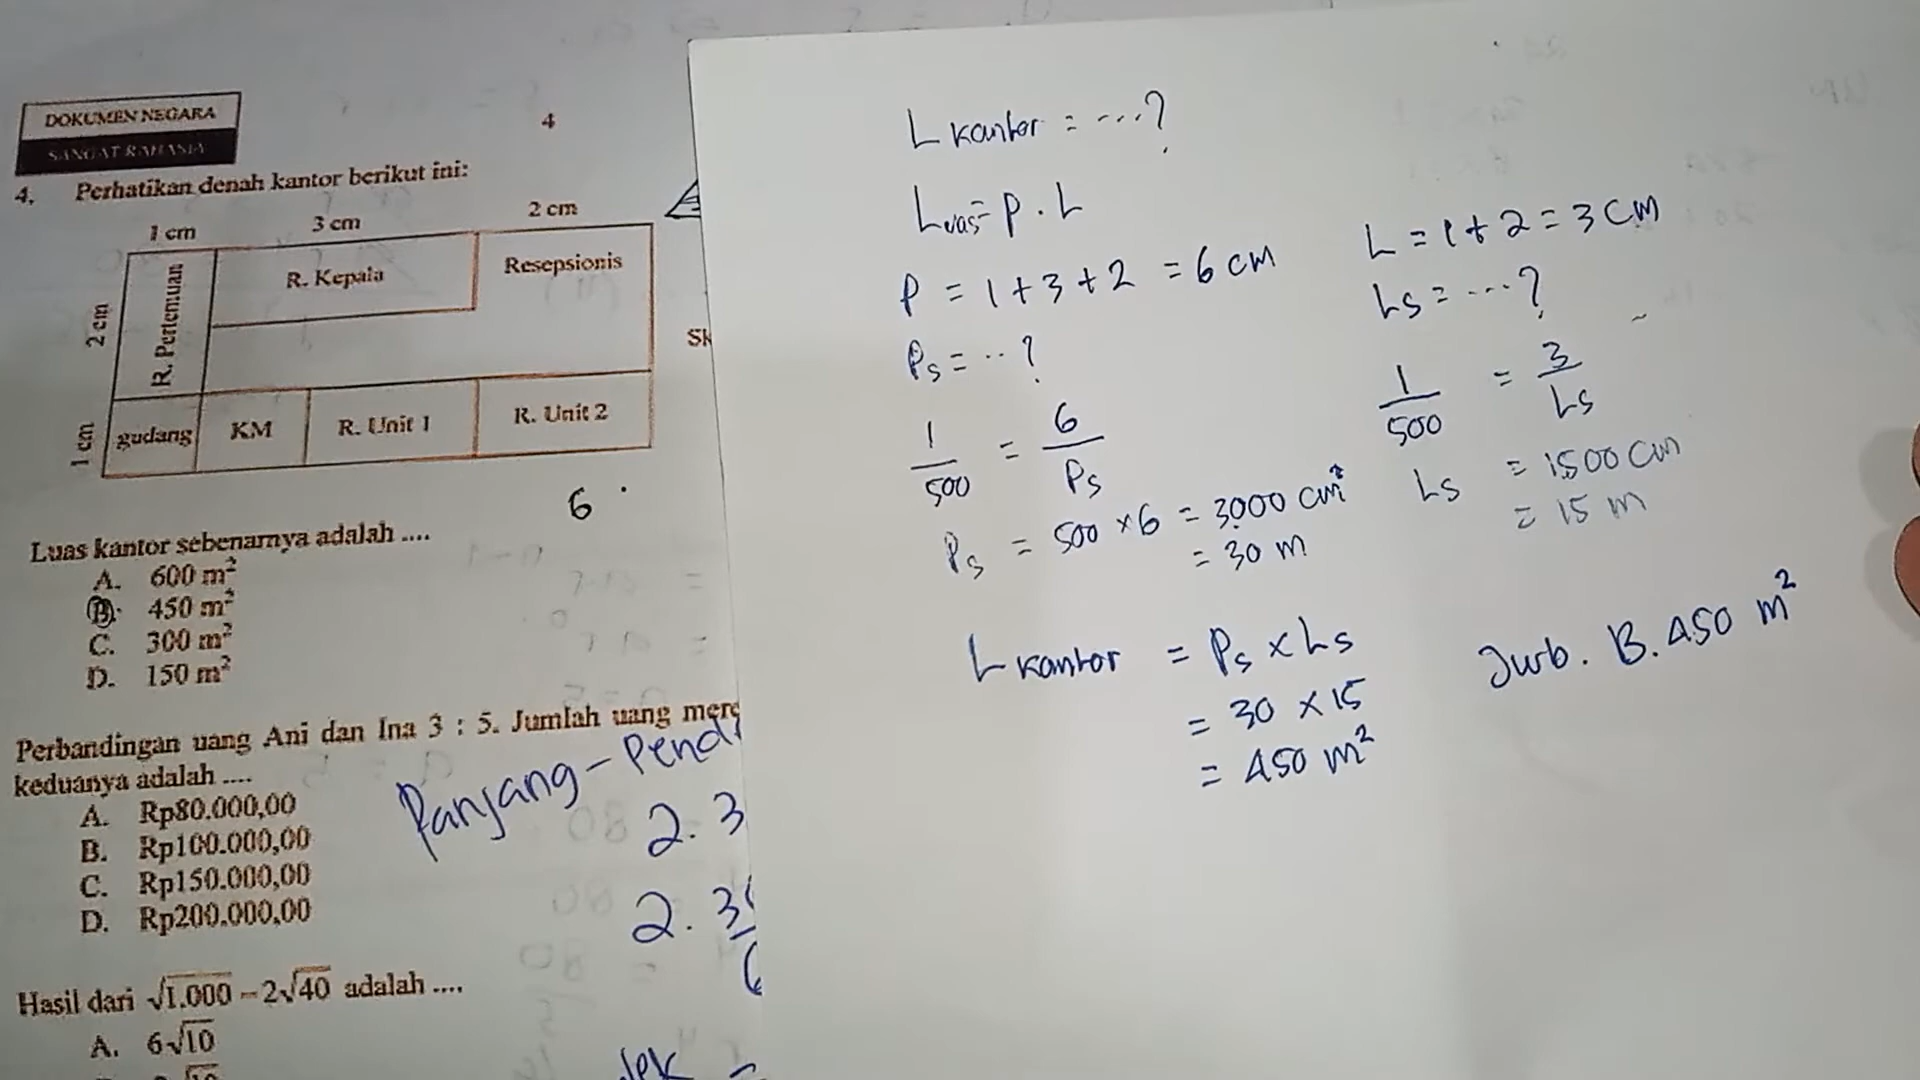 DOKUMEN NEGARA
SANGAT RAHASIA
4
4. Perhatikan denah kantor berikut ini:
1 cm 3 cm 2 cm
2 cm
R. Pertemuan
R. Kepala
Resepsionis
1 cm
gudang KM R. Unit 1 R. Unit 2
6
Luas kantor sebenarnya adalah ....
A. 600 m²
B. 450 m²
C. 300 m²
D. 150 m²
Perbandingan uang Ani dan Ina 3 : 5. Jumlah uang
keduanya adalah ....
A. Rp80.000,00
B. Rp100.000,00
C. Rp150.000,00
D. Rp200.000,00
Panjang -
2. 3
2.
Hasil dari √1.000 – 2√40 adalah ....
A. 6√10
L kantor = ...?
Luas = P . L
P = 1 + 3 + 2 = 6 cm
Ps = ..?
1/500 = 6/Ps
Ps = 500 × 6 = 3000 cm²
= 30 m
L = 1 + 2 = 3 cm
Ls = ...?
1/500 = 3/Ls
Ls = 1500 cm
= 15 m
L kantor = Ps × Ls
= 30 × 15
= 450 m²
Jwb. B. 450 m²